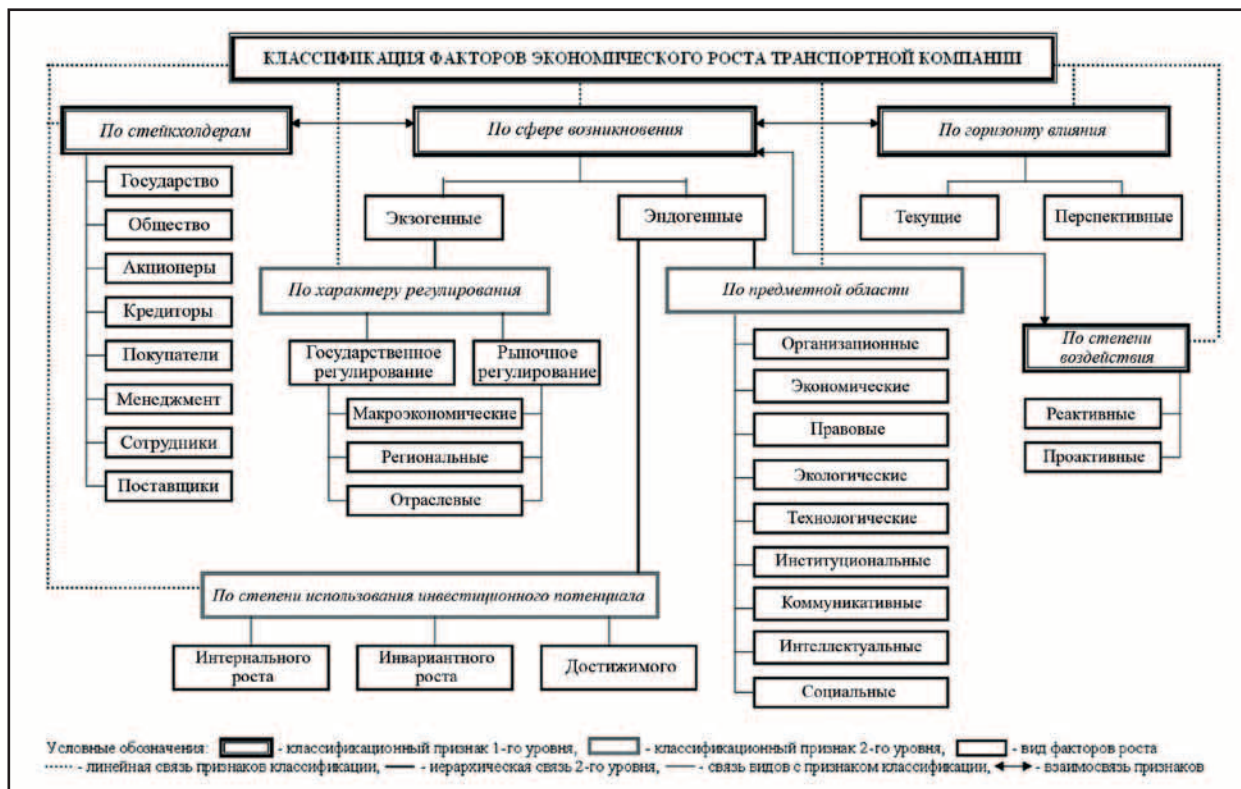 КЛАССИФИКАЦИЯ ФАКТОРОВ ЭКОНОМИЧЕСКОГО РОСТА ТРАНСПОРТНОЙ КОМПАНИИ
По стейкхолдерам
По сфере возникновения
По горизонту влияния
Государство
Общество
Акционеры
Кредиторы
Покупатели
Менеджмент
Сотрудники
Поставщики
Экзогенные
Эндогенные
Текущие
Перспективные
По характеру регулирования
Государственное
регулирование
Рыночное
регулирование
Макроэкономические
Региональные
Отраслевые
По предметной области
Организационные
Экономические
Правовые
Экологические
Технологические
Институциональные
Коммуникативные
Интеллектуальные
Социальные
По степени
воздействия
Реактивные
Проактивные
По степени использования инвестиционного потенциала
Интернального
роста
Инвариантного
роста
Достижимого
Условные обозначения: - классификационный признак 1-го уровня, - классификационный признак 2-го уровня, - вид факторов роста
- линейная связь признаков классификации, - иерархическая связь 2-го уровня, - связь видов с признаком классификации, - взаимосвязь признаков